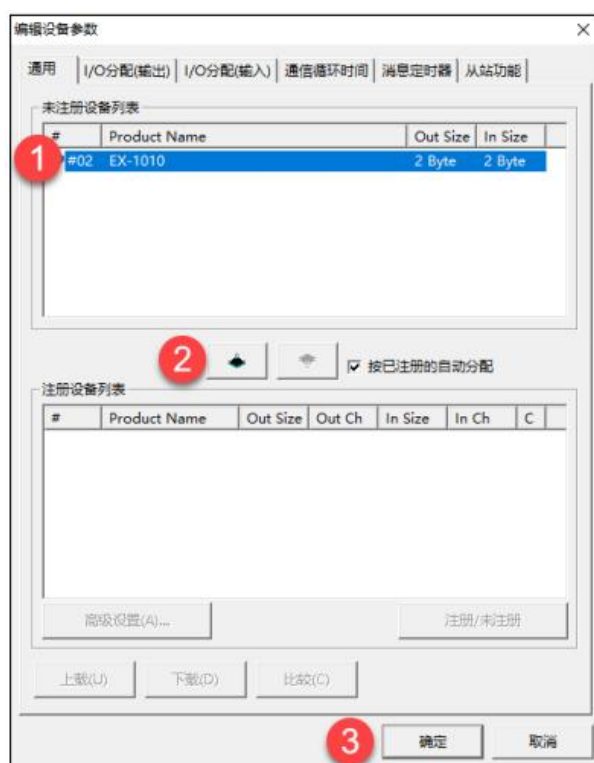 编辑设备参数
通用 I/O分配(输出) I/O分配(输入) 通信循环时间 消息定时器 从站功能
未注册设备列表
# Product Name Out Size In Size
1 #02 EX-1010 2 Byte 2 Byte
2 按已注册的自动分配
注册设备列表
# Product Name Out Size Out Ch In Size In Ch C
高级设置(A)... 注册/未注册
上载(U) 下载(D) 比较(C)
3 确定 取消